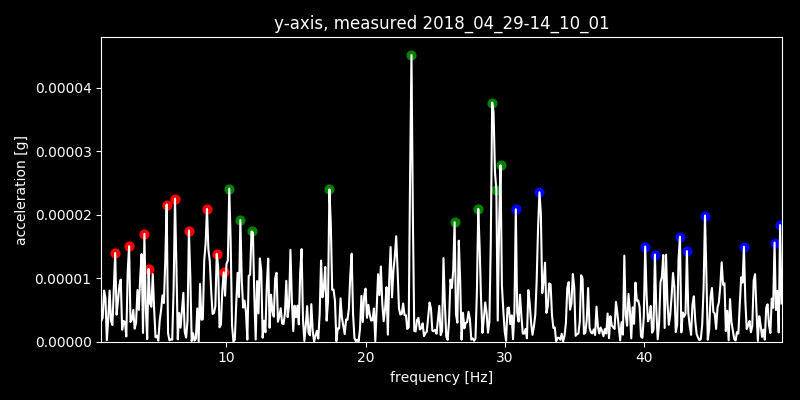 y-axis, measured 2018_04_29-14_10_01
acceleration [g]
0.00004
0.00003
0.00002
0.00001
0.00000
10 20 30 40
frequency [Hz]